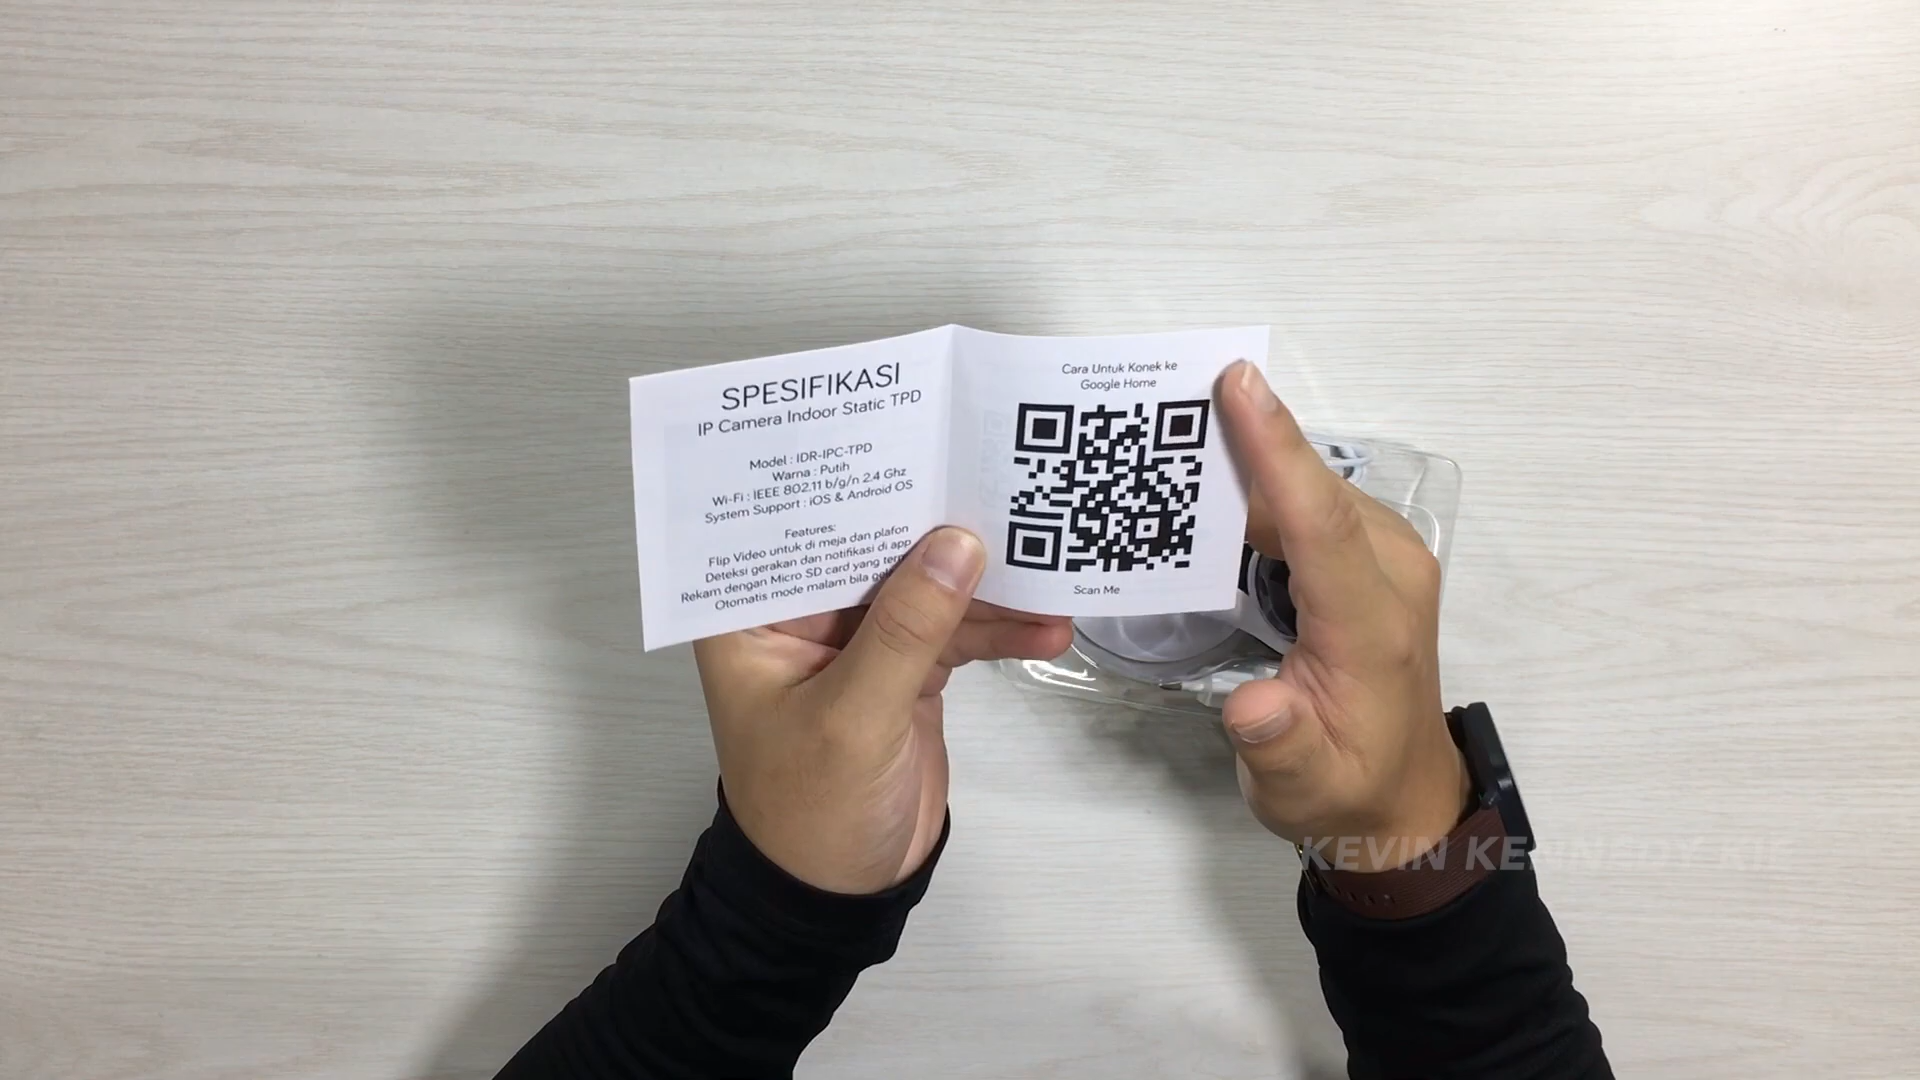 SPESIFIKASI
IP Camera Indoor Static TPD
Model : IDR-IPC-TPD
Warna : Putih
Wi-Fi : IEEE 802.11 b/g/n 2.4 Ghz
System Support : iOS & Android OS
Features:
Flip Video untuk di meja dan plafon
Deteksi gerakan dan notifikasi di app
Rekam dengan Micro SD card yang
Otomatis mode malam bila
Cara Untuk Konek ke
Google Home
Scan Me
KEVIN